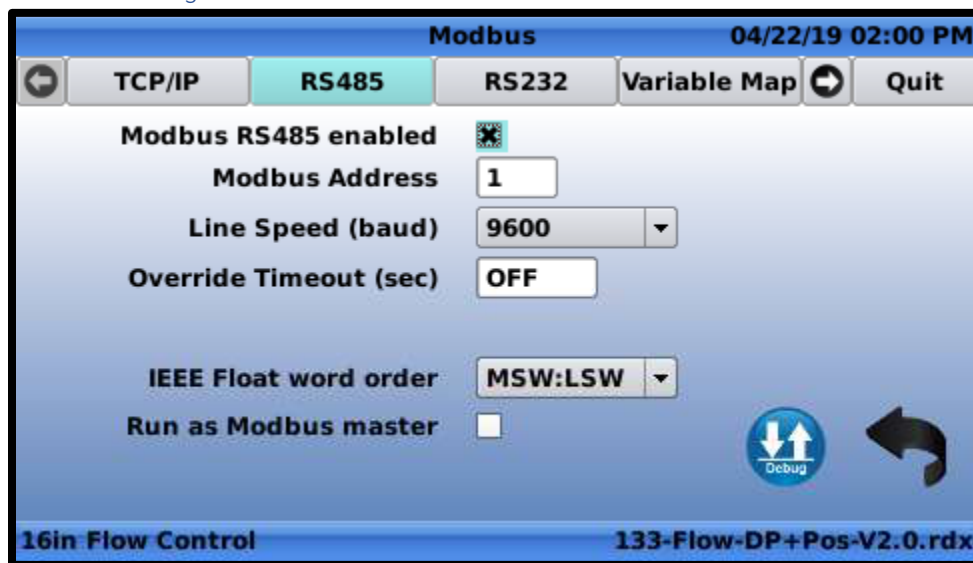 Modbus 04/22/19 02:00 PM
TCP/IP RS485 RS232 Variable Map Quit
Modbus RS485 enabled
Modbus Address 1
Line Speed (baud) 9600
Override Timeout (sec) OFF
IEEE Float word order MSW:LSW
Run as Modbus master
Debug
16in Flow Control 133-Flow-DP+Pos-V2.0.rdx